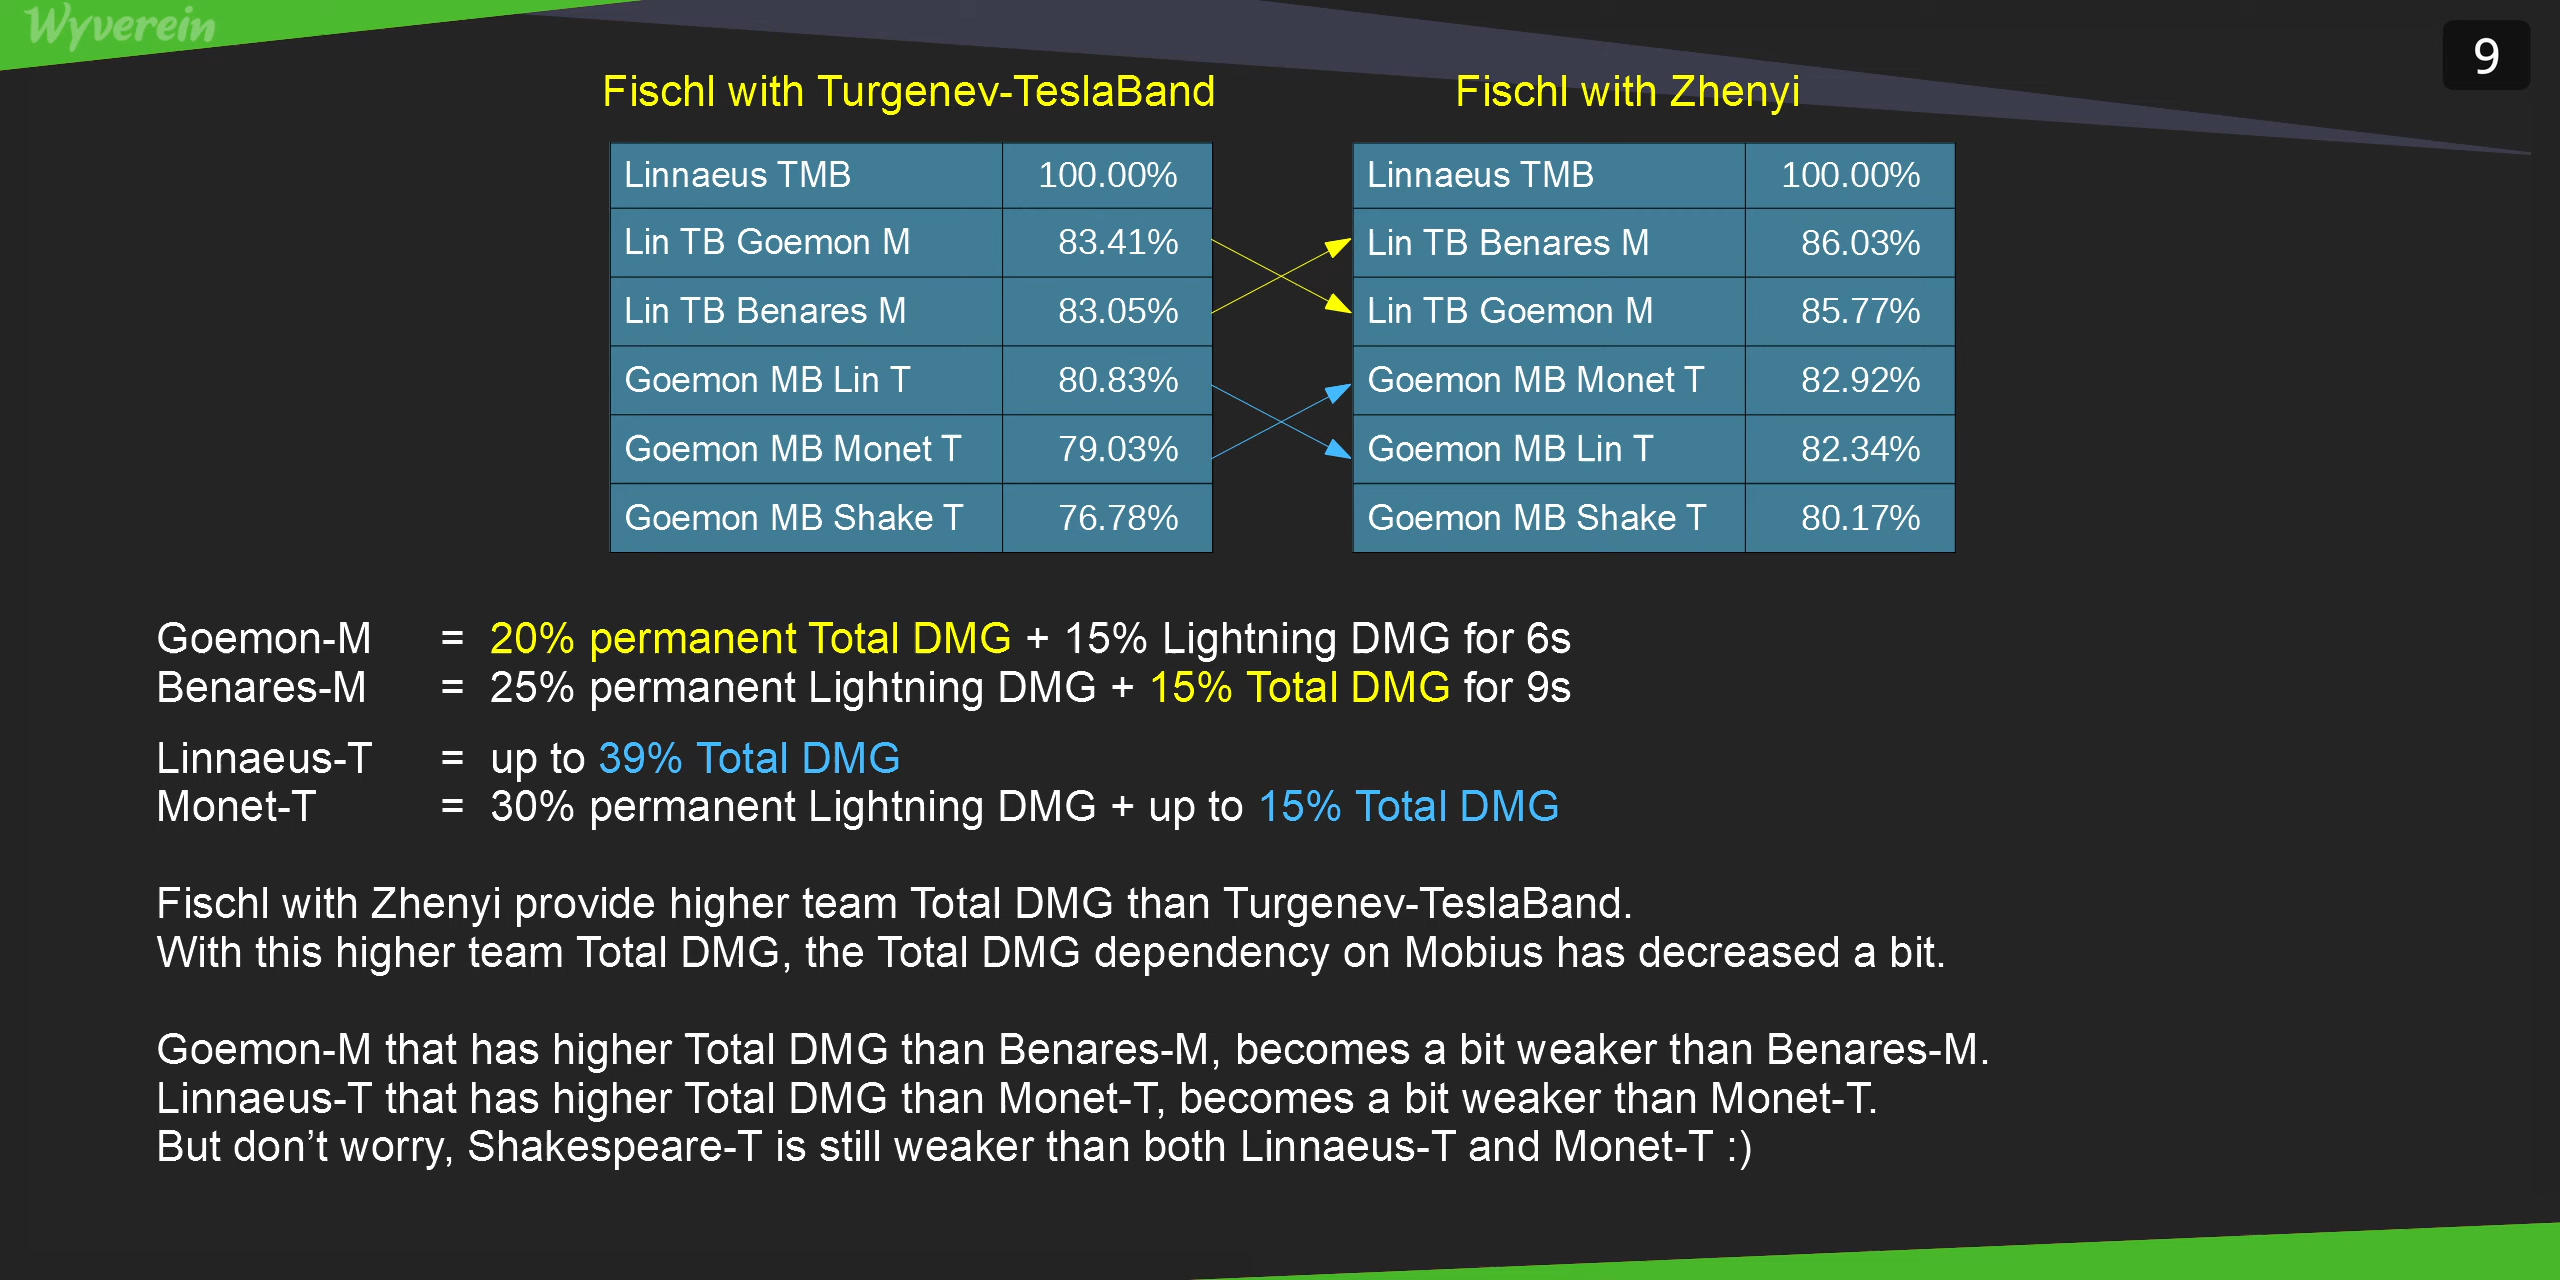 Wyverein
9
Fischl with Turgenev-TeslaBand
Linnaeus TMB 100.00%
Lin TB Goemon M 83.41%
Lin TB Benares M 83.05%
Goemon MB Lin T 80.83%
Goemon MB Monet T 79.03%
Goemon MB Shake T 76.78%
Fischl with Zhenyi
Linnaeus TMB 100.00%
Lin TB Benares M 86.03%
Lin TB Goemon M 85.77%
Goemon MB Monet T 82.92%
Goemon MB Lin T 82.34%
Goemon MB Shake T 80.17%
Goemon-M = 20% permanent Total DMG + 15% Lightning DMG for 6s
Benares-M = 25% permanent Lightning DMG + 15% Total DMG for 9s
Linnaeus-T = up to 39% Total DMG
Monet-T = 30% permanent Lightning DMG + up to 15% Total DMG
Fischl with Zhenyi provide higher team Total DMG than Turgenev-TeslaBand.
With this higher team Total DMG, the Total DMG dependency on Mobius has decreased a bit.
Goemon-M that has higher Total DMG than Benares-M, becomes a bit weaker than Benares-M.
Linnaeus-T that has higher Total DMG than Monet-T, becomes a bit weaker than Monet-T.
But don’t worry, Shakespeare-T is still weaker than both Linnaeus-T and Monet-T :)